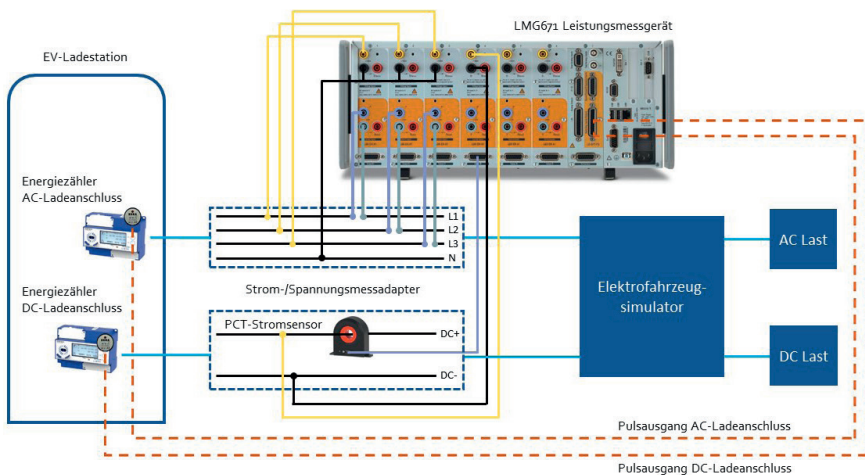 LMG671 Leistungsmessgerät
EV-Ladestation
Energiezähler
AC-Ladeanschluss
L1
L2
L3
N
Energiezähler
DC-Ladeanschluss
Strom-/Spannungsmessadapter
PCT-Stromsensor
DC+
DC-
Elektrofahrzeug-
simulator
AC Last
DC Last
Pulsausgang AC-Ladeanschluss
Pulsausgang DC-Ladeanschluss